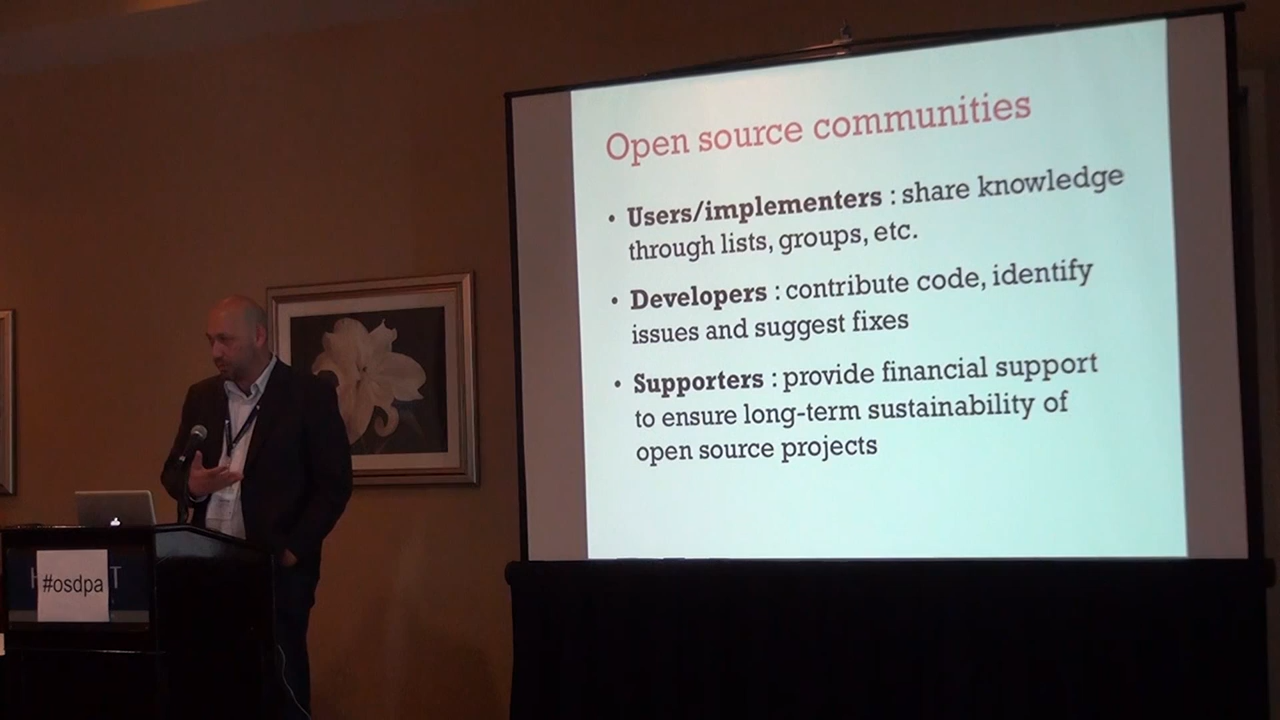 Open source communities
• Users/implementers : share knowledge
through lists, groups, etc.
• Developers : contribute code, identify
issues and suggest fixes
• Supporters : provide financial support
to ensure long-term sustainability of
open source projects
#osdpa